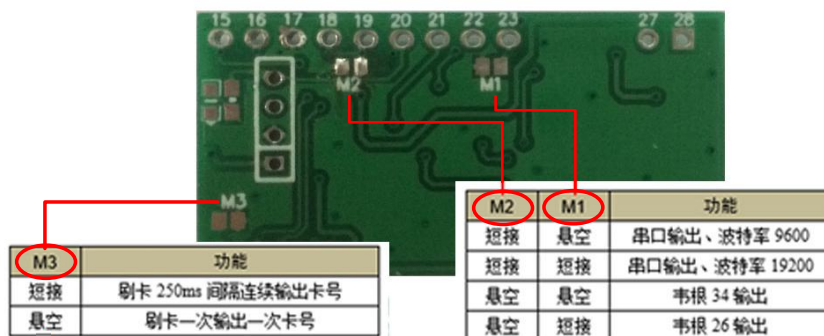 15 16 17 18 19 20 21 22 23 27 28
M2 M1
M3
M3 功能
短接 刷卡 250ms 间隔连续输出卡号
悬空 刷卡一次输出一次卡号
M2 M1 功能
短接 悬空 串口输出、波特率 9600
短接 短接 串口输出、波特率 19200
悬空 悬空 韦根 34 输出
悬空 短接 韦根 26 输出